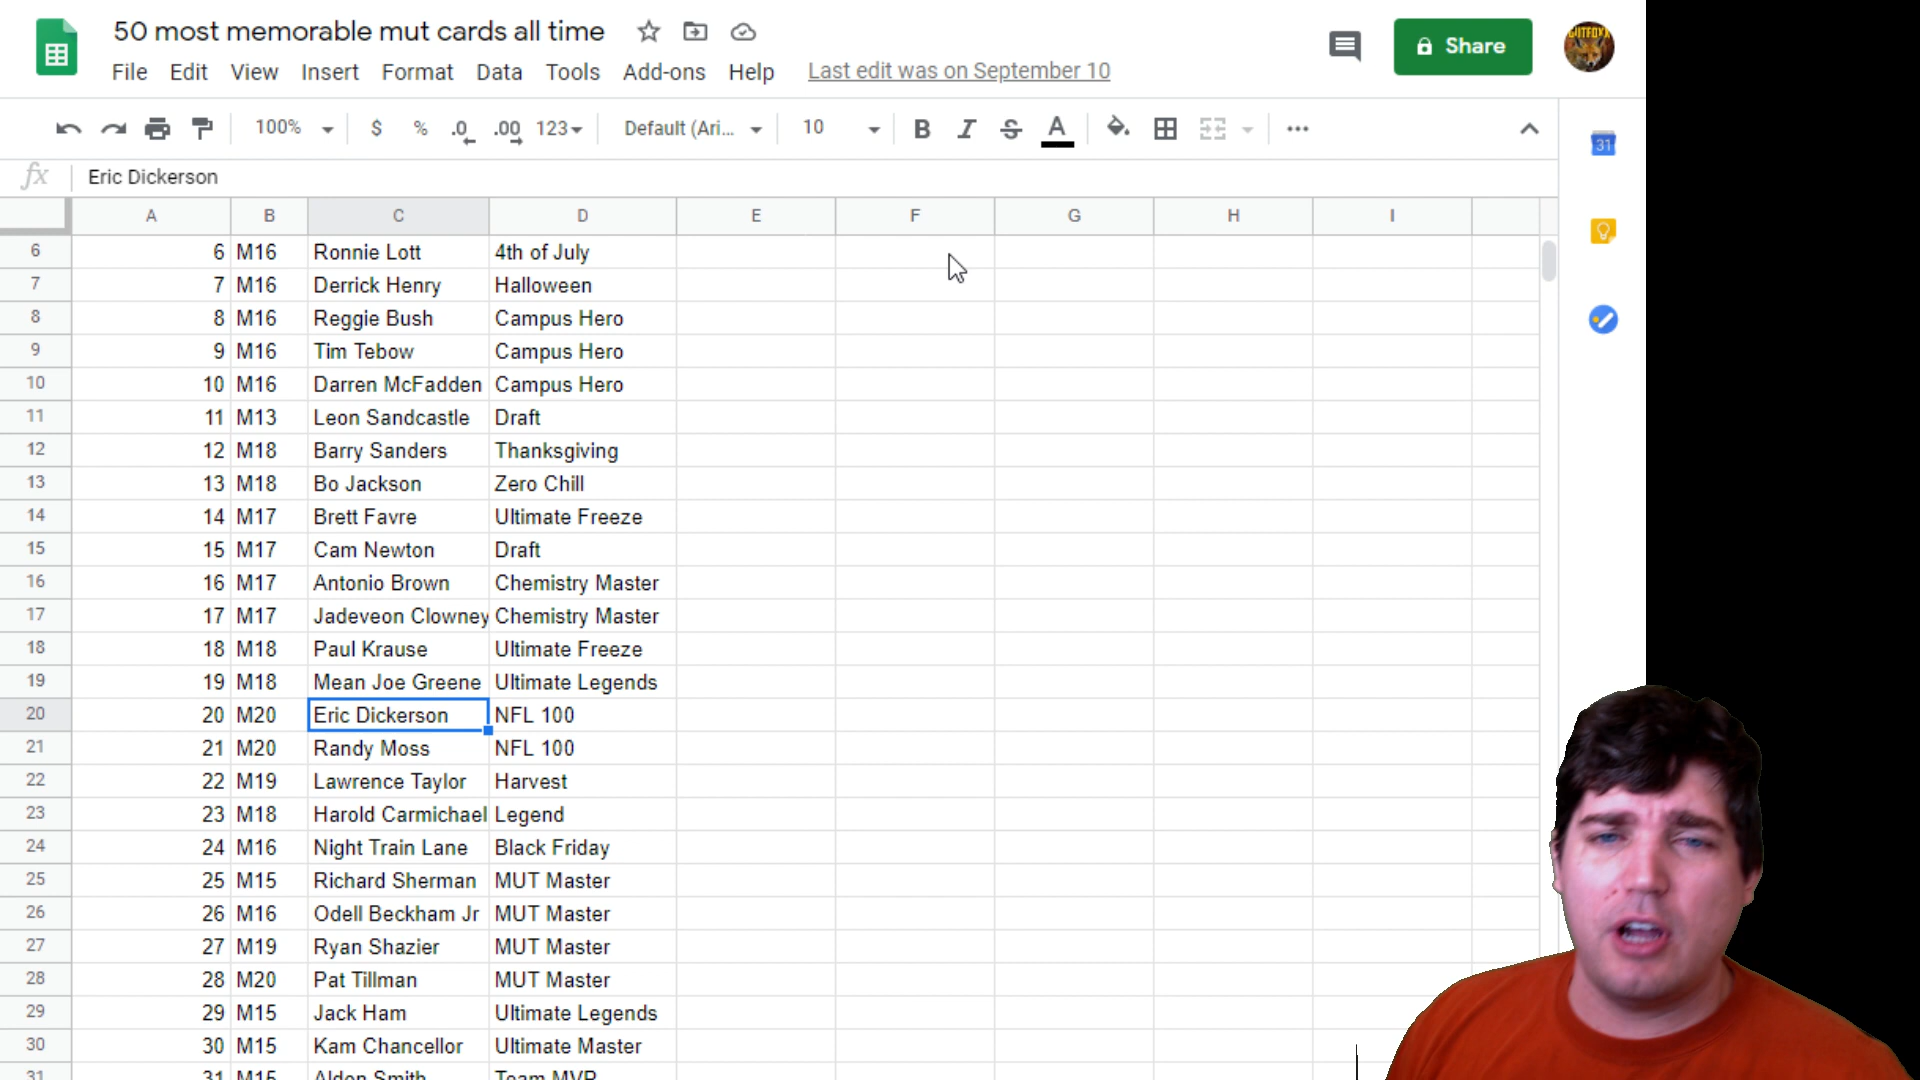 50 most memorable mut cards all time
Share
File Edit View Insert Format Data Tools Add-ons Help Last edit was on September 10
100% $ % .0 .00 123 Default (Ari... 10 B I S A
fx Eric Dickerson
31
A B C D E F G H I
6 6 M16 Ronnie Lott 4th of July
7 7 M16 Derrick Henry Halloween
8 8 M16 Reggie Bush Campus Hero
9 9 M16 Tim Tebow Campus Hero
10 10 M16 Darren McFadden Campus Hero
11 11 M13 Leon Sandcastle Draft
12 12 M18 Barry Sanders Thanksgiving
13 13 M18 Bo Jackson Zero Chill
14 14 M17 Brett Favre Ultimate Freeze
15 15 M17 Cam Newton Draft
16 16 M17 Antonio Brown Chemistry Master
17 17 M17 Jadeveon Clowney Chemistry Master
18 18 M18 Paul Krause Ultimate Freeze
19 19 M18 Mean Joe Greene Ultimate Legends
20 20 M20 Eric Dickerson NFL 100
21 21 M20 Randy Moss NFL 100
22 22 M19 Lawrence Taylor Harvest
23 23 M18 Harold Carmichael Legend
24 24 M16 Night Train Lane Black Friday
25 25 M15 Richard Sherman MUT Master
26 26 M16 Odell Beckham Jr MUT Master
27 27 M19 Ryan Shazier MUT Master
28 28 M20 Pat Tillman MUT Master
29 29 M15 Jack Ham Ultimate Legends
30 30 M15 Kam Chancellor Ultimate Master
31 31 M15 Aldon Smith Team MVP